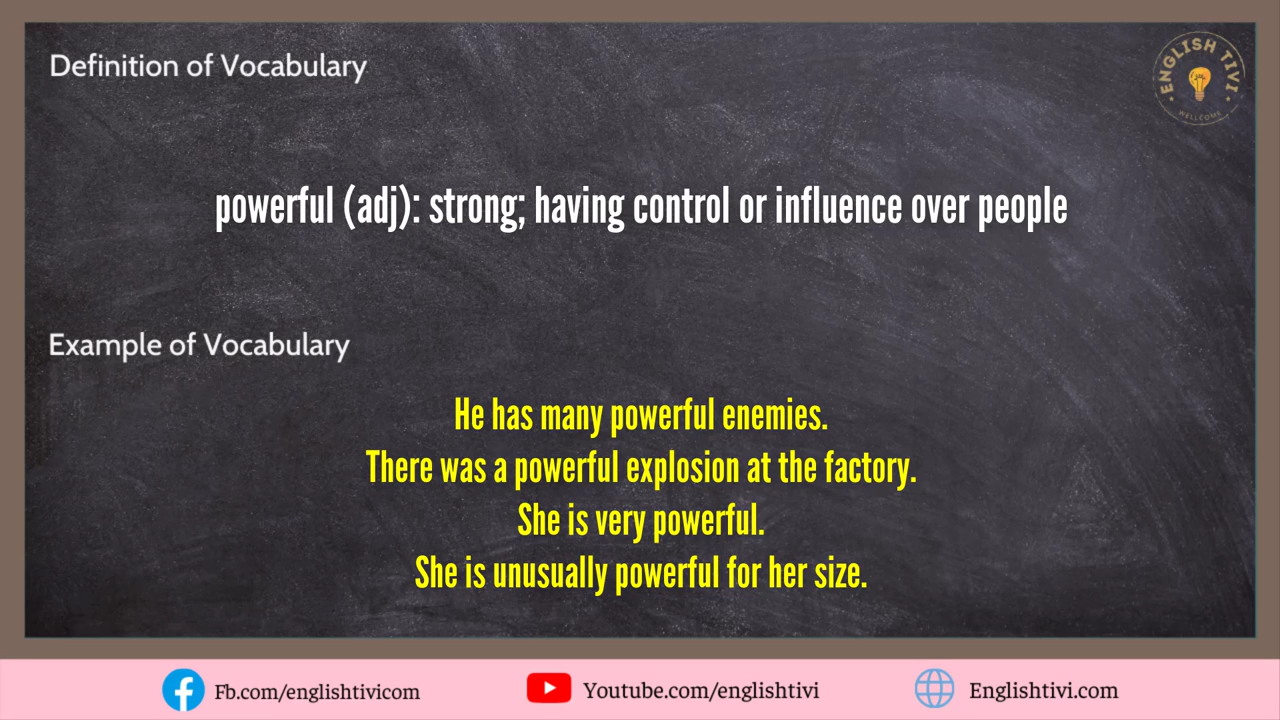 Definition of Vocabulary
ENGLISH TIVI
WELLCOME
powerful (adj): strong; having control or influence over people
Example of Vocabulary
He has many powerful enemies.
There was a powerful explosion at the factory.
She is very powerful.
She is unusually powerful for her size.
Fb.com/englishtivicom
Youtube.com/englishtivi
Englishtivi.com